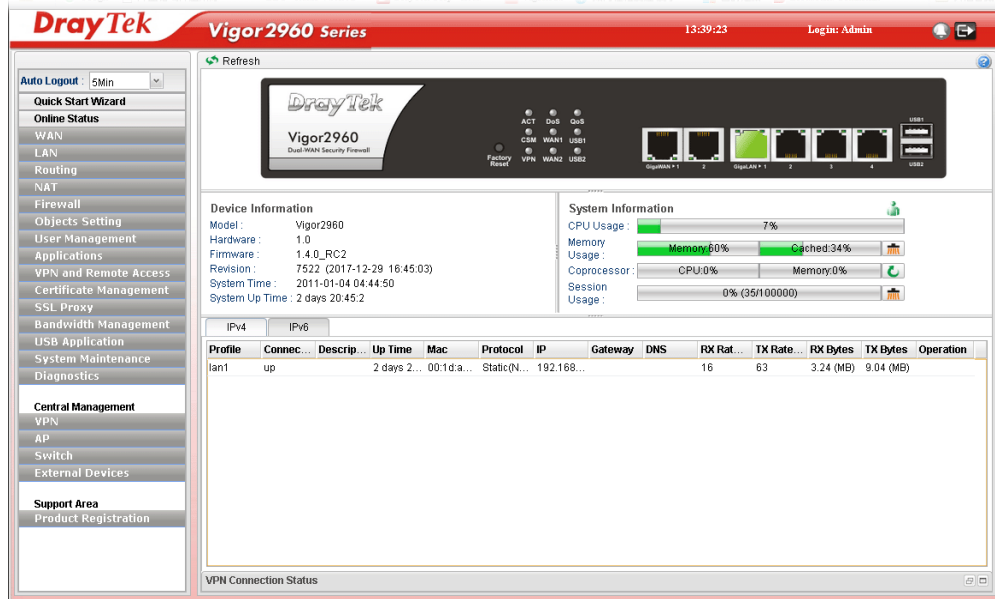 DrayTek
Vigor2960 Series
13:39:23
Login: Admin
Auto Logout : 5Min
Quick Start Wizard
Online Status
WAN
LAN
Routing
NAT
Firewall
Objects Setting
User Management
Applications
VPN and Remote Access
Certificate Management
SSL Proxy
Bandwidth Management
USB Application
System Maintenance
Diagnostics
Central Management
VPN
AP
Switch
External Devices
Support Area
Product Registration
Refresh
DrayTek
Vigor2960
Dual-WAN Security Firewall
Factory Reset
ACT DoS QoS
CSM WAN1 USB1
VPN WAN2 USB2
GigaWAN 1 2 GigaLAN 1 2 3 4
USB1
USB2
Device Information
Model : Vigor2960
Hardware : 1.0
Firmware : 1.4.0_RC2
Revision : 7522 (2017-12-29 16:45:03)
System Time : 2011-01-04 04:44:50
System Up Time : 2 days 20:45:2
System Information
CPU Usage : 7%
Memory Usage : Memory:60% Cached:34%
Coprocessor : CPU:0% Memory:0%
Session Usage : 0% (35/100000)
IPv4 IPv6
Profile Connec... Descrip... Up Time Mac Protocol IP Gateway DNS RX Rat... TX Rate... RX Bytes TX Bytes Operation
lan1 up 2 days 2... 00:1d:a... Static(N... 192.168... 16 63 3.24 (MB) 9.04 (MB)
VPN Connection Status